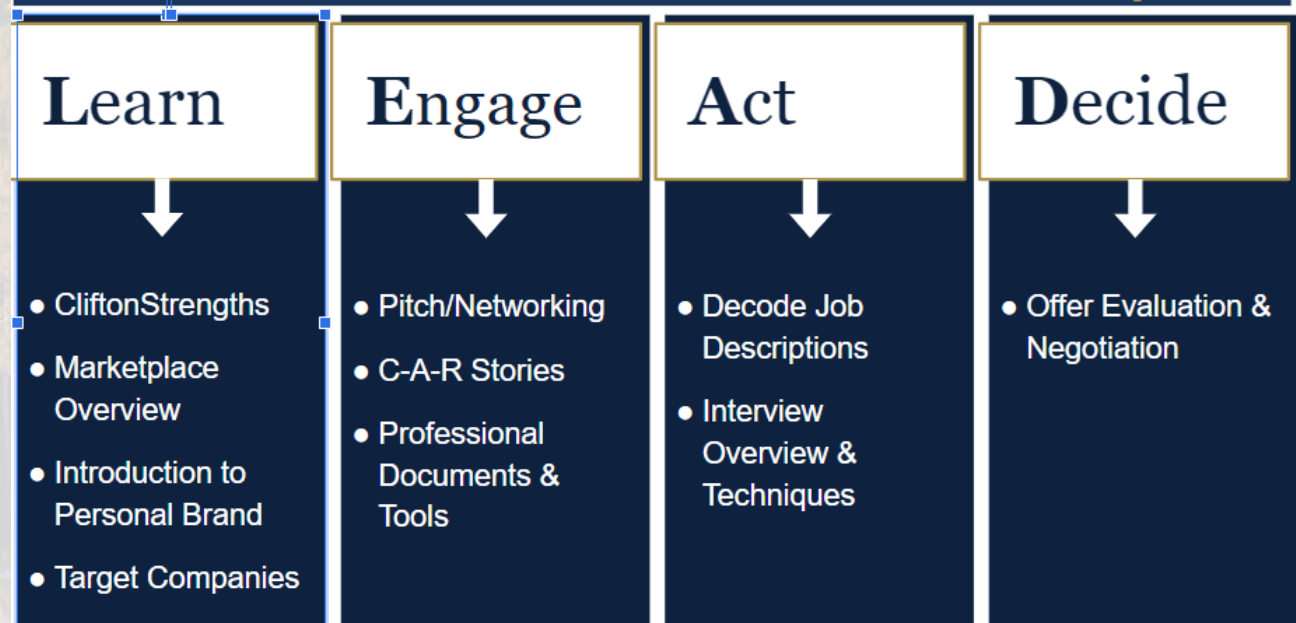 Learn
● CliftonStrengths
● Marketplace
Overview
● Introduction to
Personal Brand
● Target Companies
Engage
● Pitch/Networking
● C-A-R Stories
● Professional
Documents &
Tools
Act
● Decode Job
Descriptions
● Interview
Overview &
Techniques
Decide
● Offer Evaluation &
Negotiation